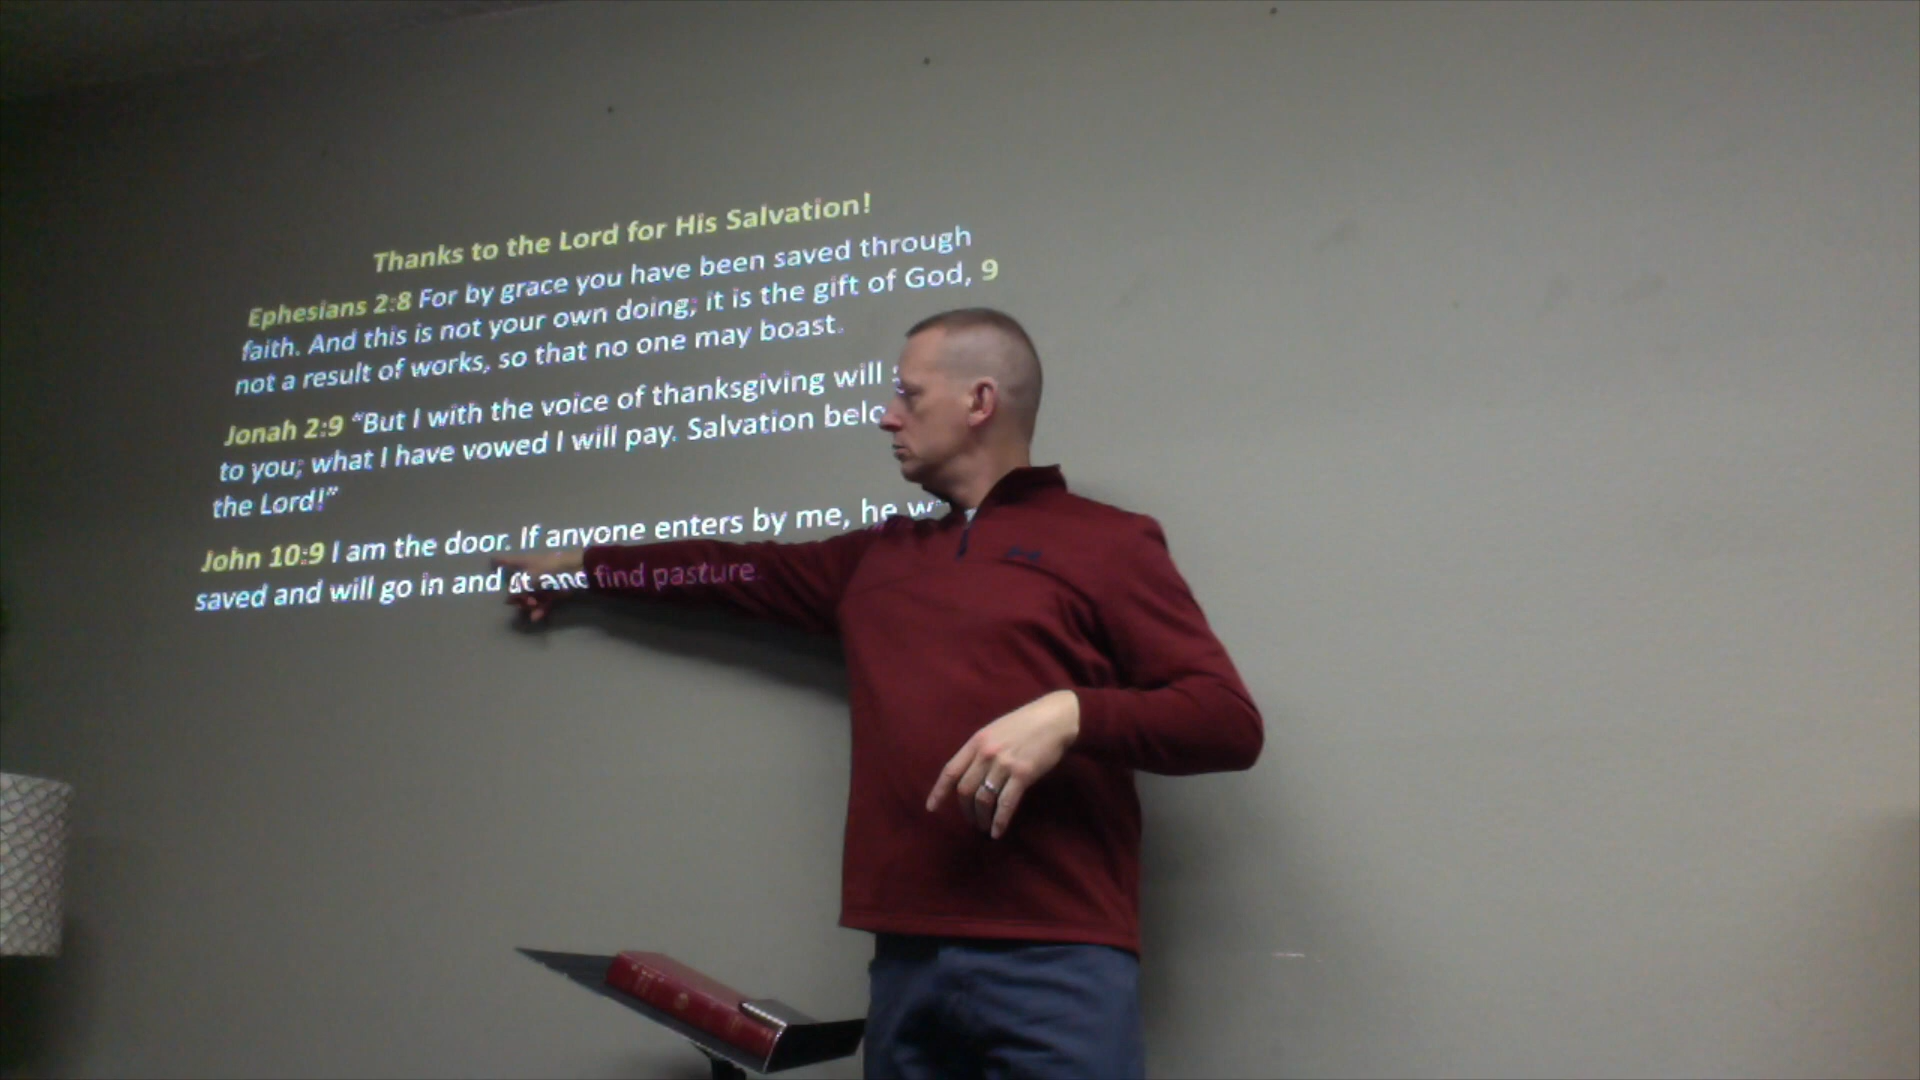 Thanks to the Lord for His Salvation!
Ephesians 2:8 For by grace you have been saved through
faith. And this is not your own doing; it is the gift of God, 9
not a result of works, so that no one may boast.
Jonah 2:9 “But I with the voice of thanksgiving will
to you; what I have vowed I will pay. Salvation
the Lord!”
John 10:9 I am the door. If anyone enters by me, he
saved and will go in and and find pasture.